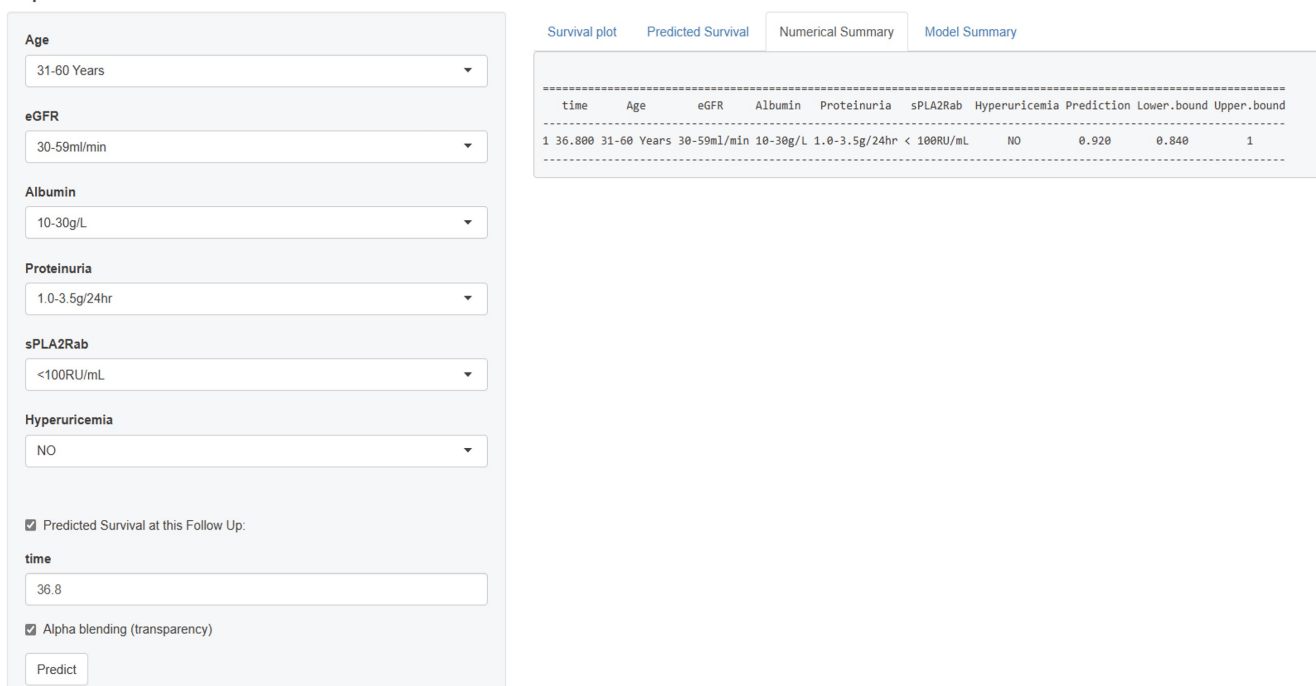 Age
31-60 Years
eGFR
30-59ml/min
Albumin
10-30g/L
Proteinuria
1.0-3.5g/24hr
sPLA2Rab
<100RU/mL
Hyperuricemia
NO
Predicted Survival at this Follow Up:
time
36.8
Alpha blending (transparency)
Predict
Survival plot Predicted Survival Numerical Summary Model Summary
==========================================================================================================
time Age eGFR Albumin Proteinuria sPLA2Rab Hyperuricemia Prediction Lower.bound Upper.bound
----------------------------------------------------------------------------------------------------------
1 36.800 31-60 Years 30-59ml/min 10-30g/L 1.0-3.5g/24hr < 100RU/mL NO 0.920 0.840 1
----------------------------------------------------------------------------------------------------------